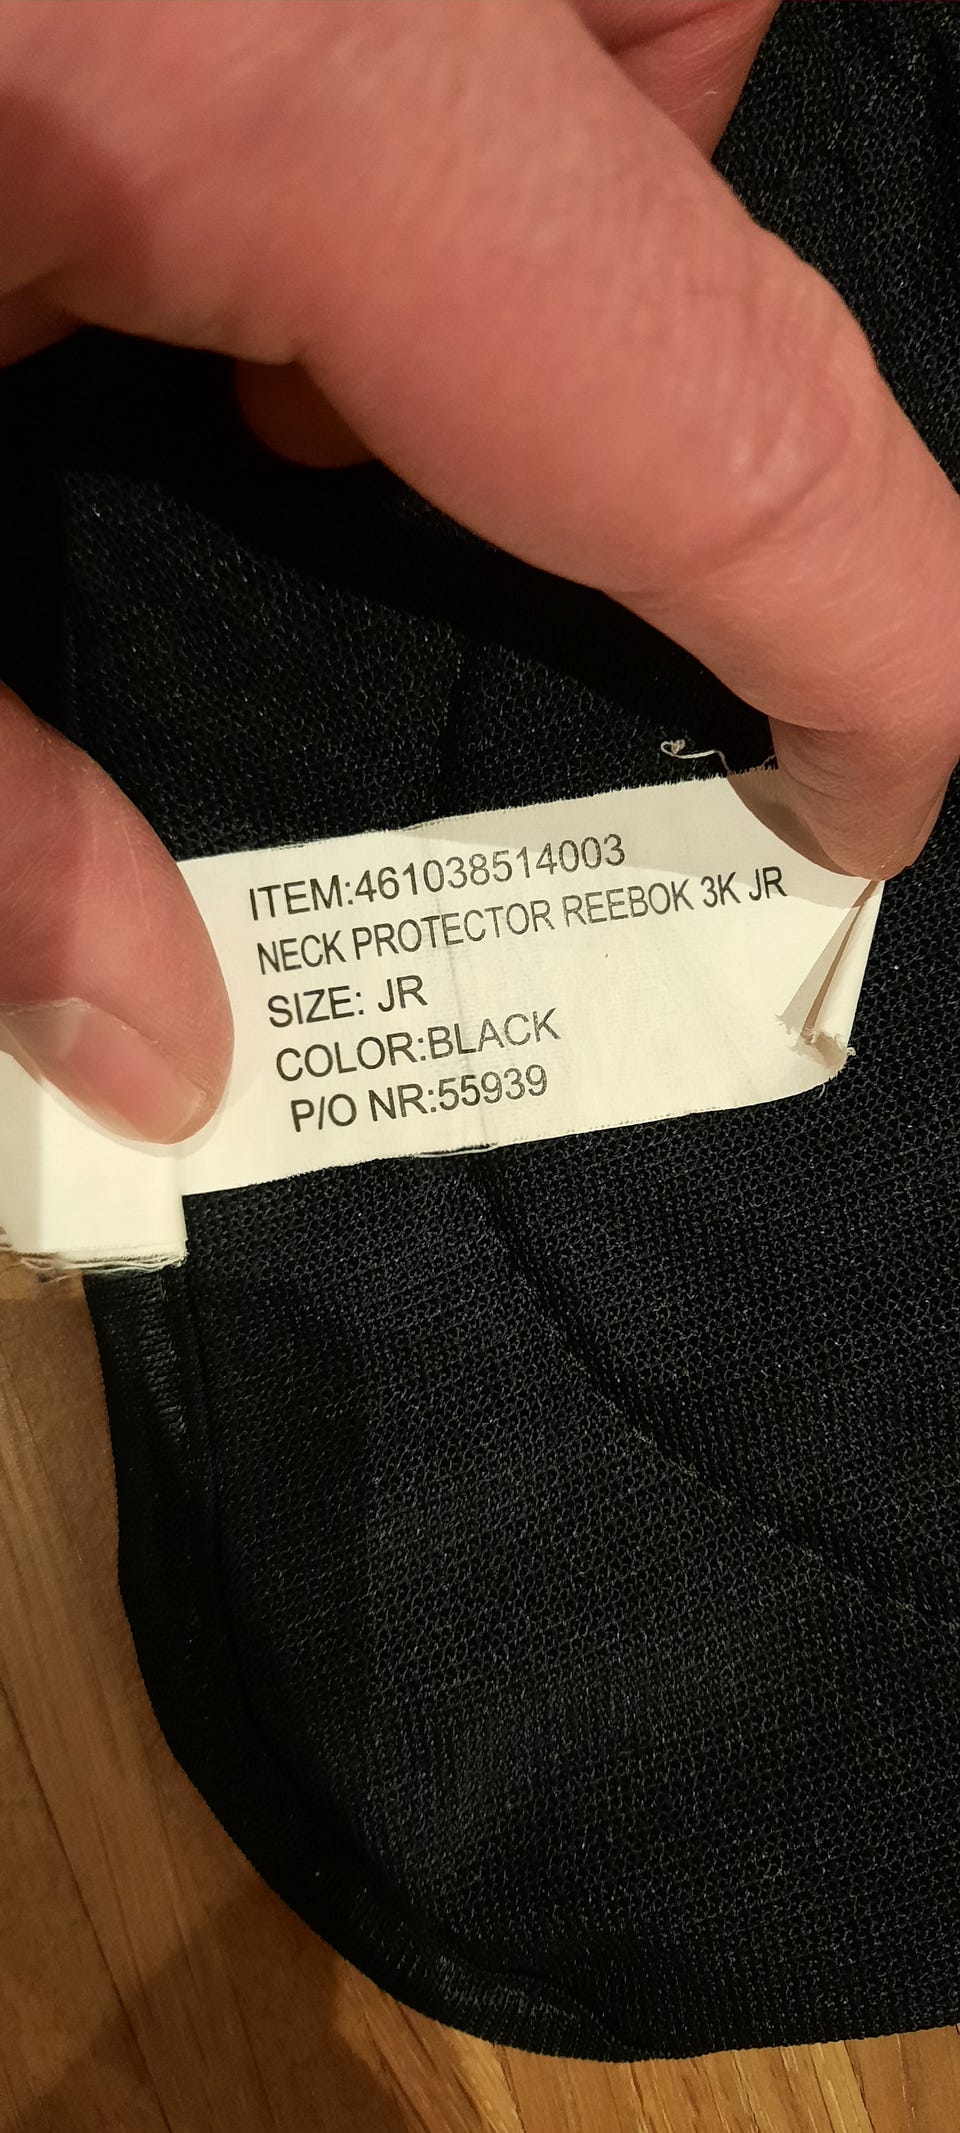 ITEM:461038514003
NECK PROTECTOR REEBOK 3K JR
SIZE: JR
COLOR:BLACK
P/O NR:55939